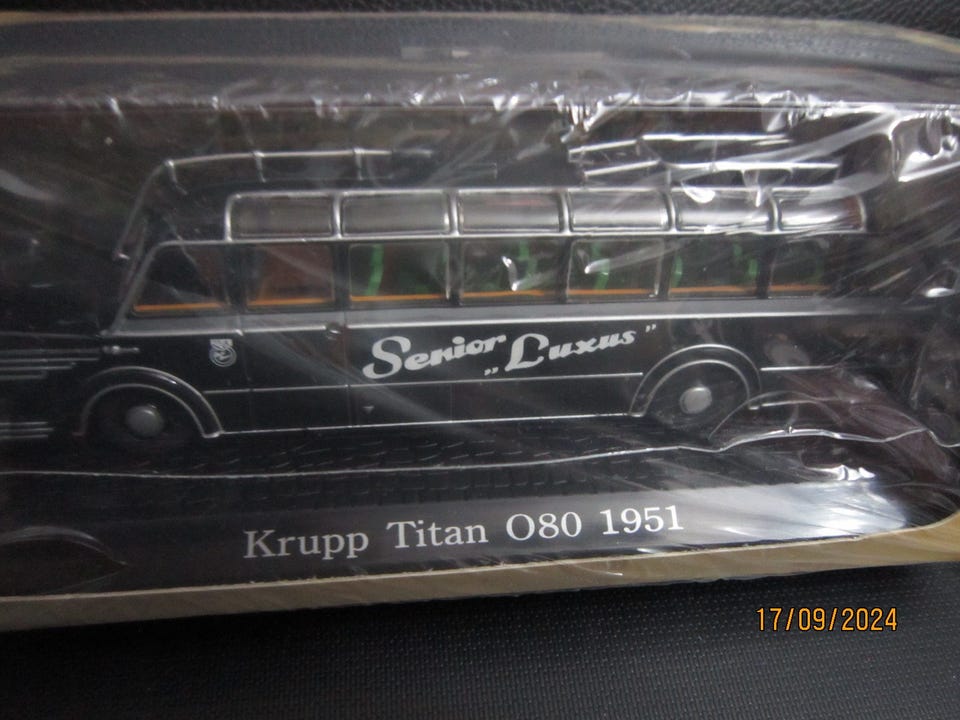 Senior
„Luxus”
Krupp Titan O80 1951
17/09/2024